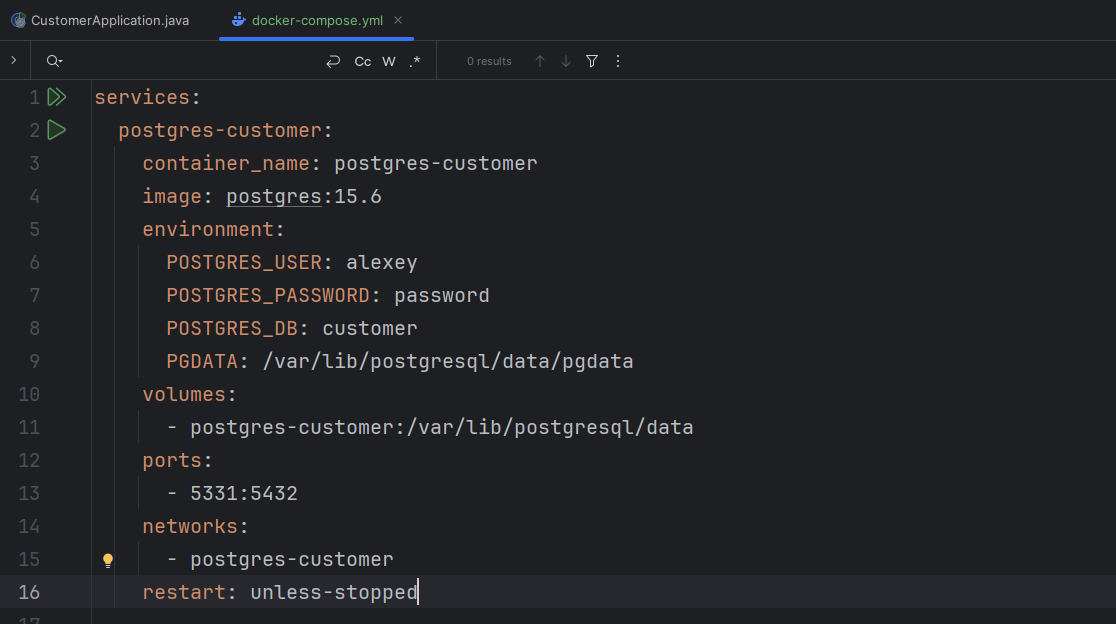 CustomerApplication.java docker-compose.yml
Cc W .* 0 results
1 services:
2 postgres-customer:
3 container_name: postgres-customer
4 image: postgres:15.6
5 environment:
6 POSTGRES_USER: alexey
7 POSTGRES_PASSWORD: password
8 POSTGRES_DB: customer
9 PGDATA: /var/lib/postgresql/data/pgdata
10 volumes:
11 - postgres-customer:/var/lib/postgresql/data
12 ports:
13 - 5331:5432
14 networks:
15 - postgres-customer
16 restart: unless-stopped
17